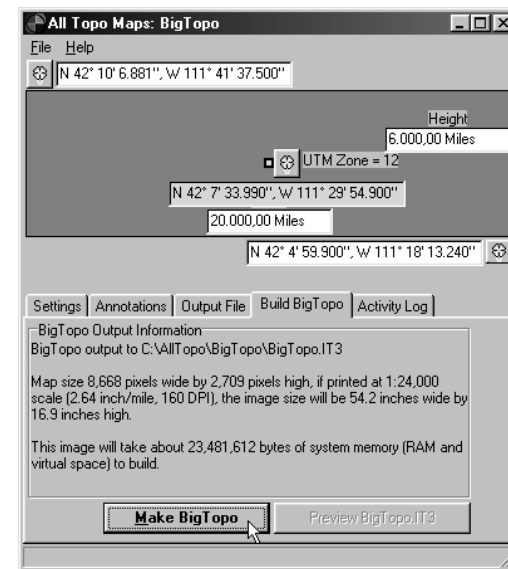 All Topo Maps: BigTopo
File Help
N 42° 10' 6.881", W 111° 41' 37.500"
Height
6.000,00 Miles
UTM Zone = 12
N 42° 7' 33.990", W 111° 29' 54.900"
20.000,00 Miles
N 42° 4' 59.900", W 111° 18' 13.240"
Settings Annotations Output File Build BigTopo Activity Log
BigTopo Output Information
BigTopo output to C:\AllTopo\BigTopo\BigTopo.IT3
Map size 8,668 pixels wide by 2,709 pixels high, if printed at 1:24,000
scale (2.64 inch/mile, 160 DPI), the image size will be 54.2 inches wide by
16.9 inches high.
This image will take about 23,481,612 bytes of system memory (RAM and
virtual space) to build.
Make BigTopo Preview BigTopo.IT3